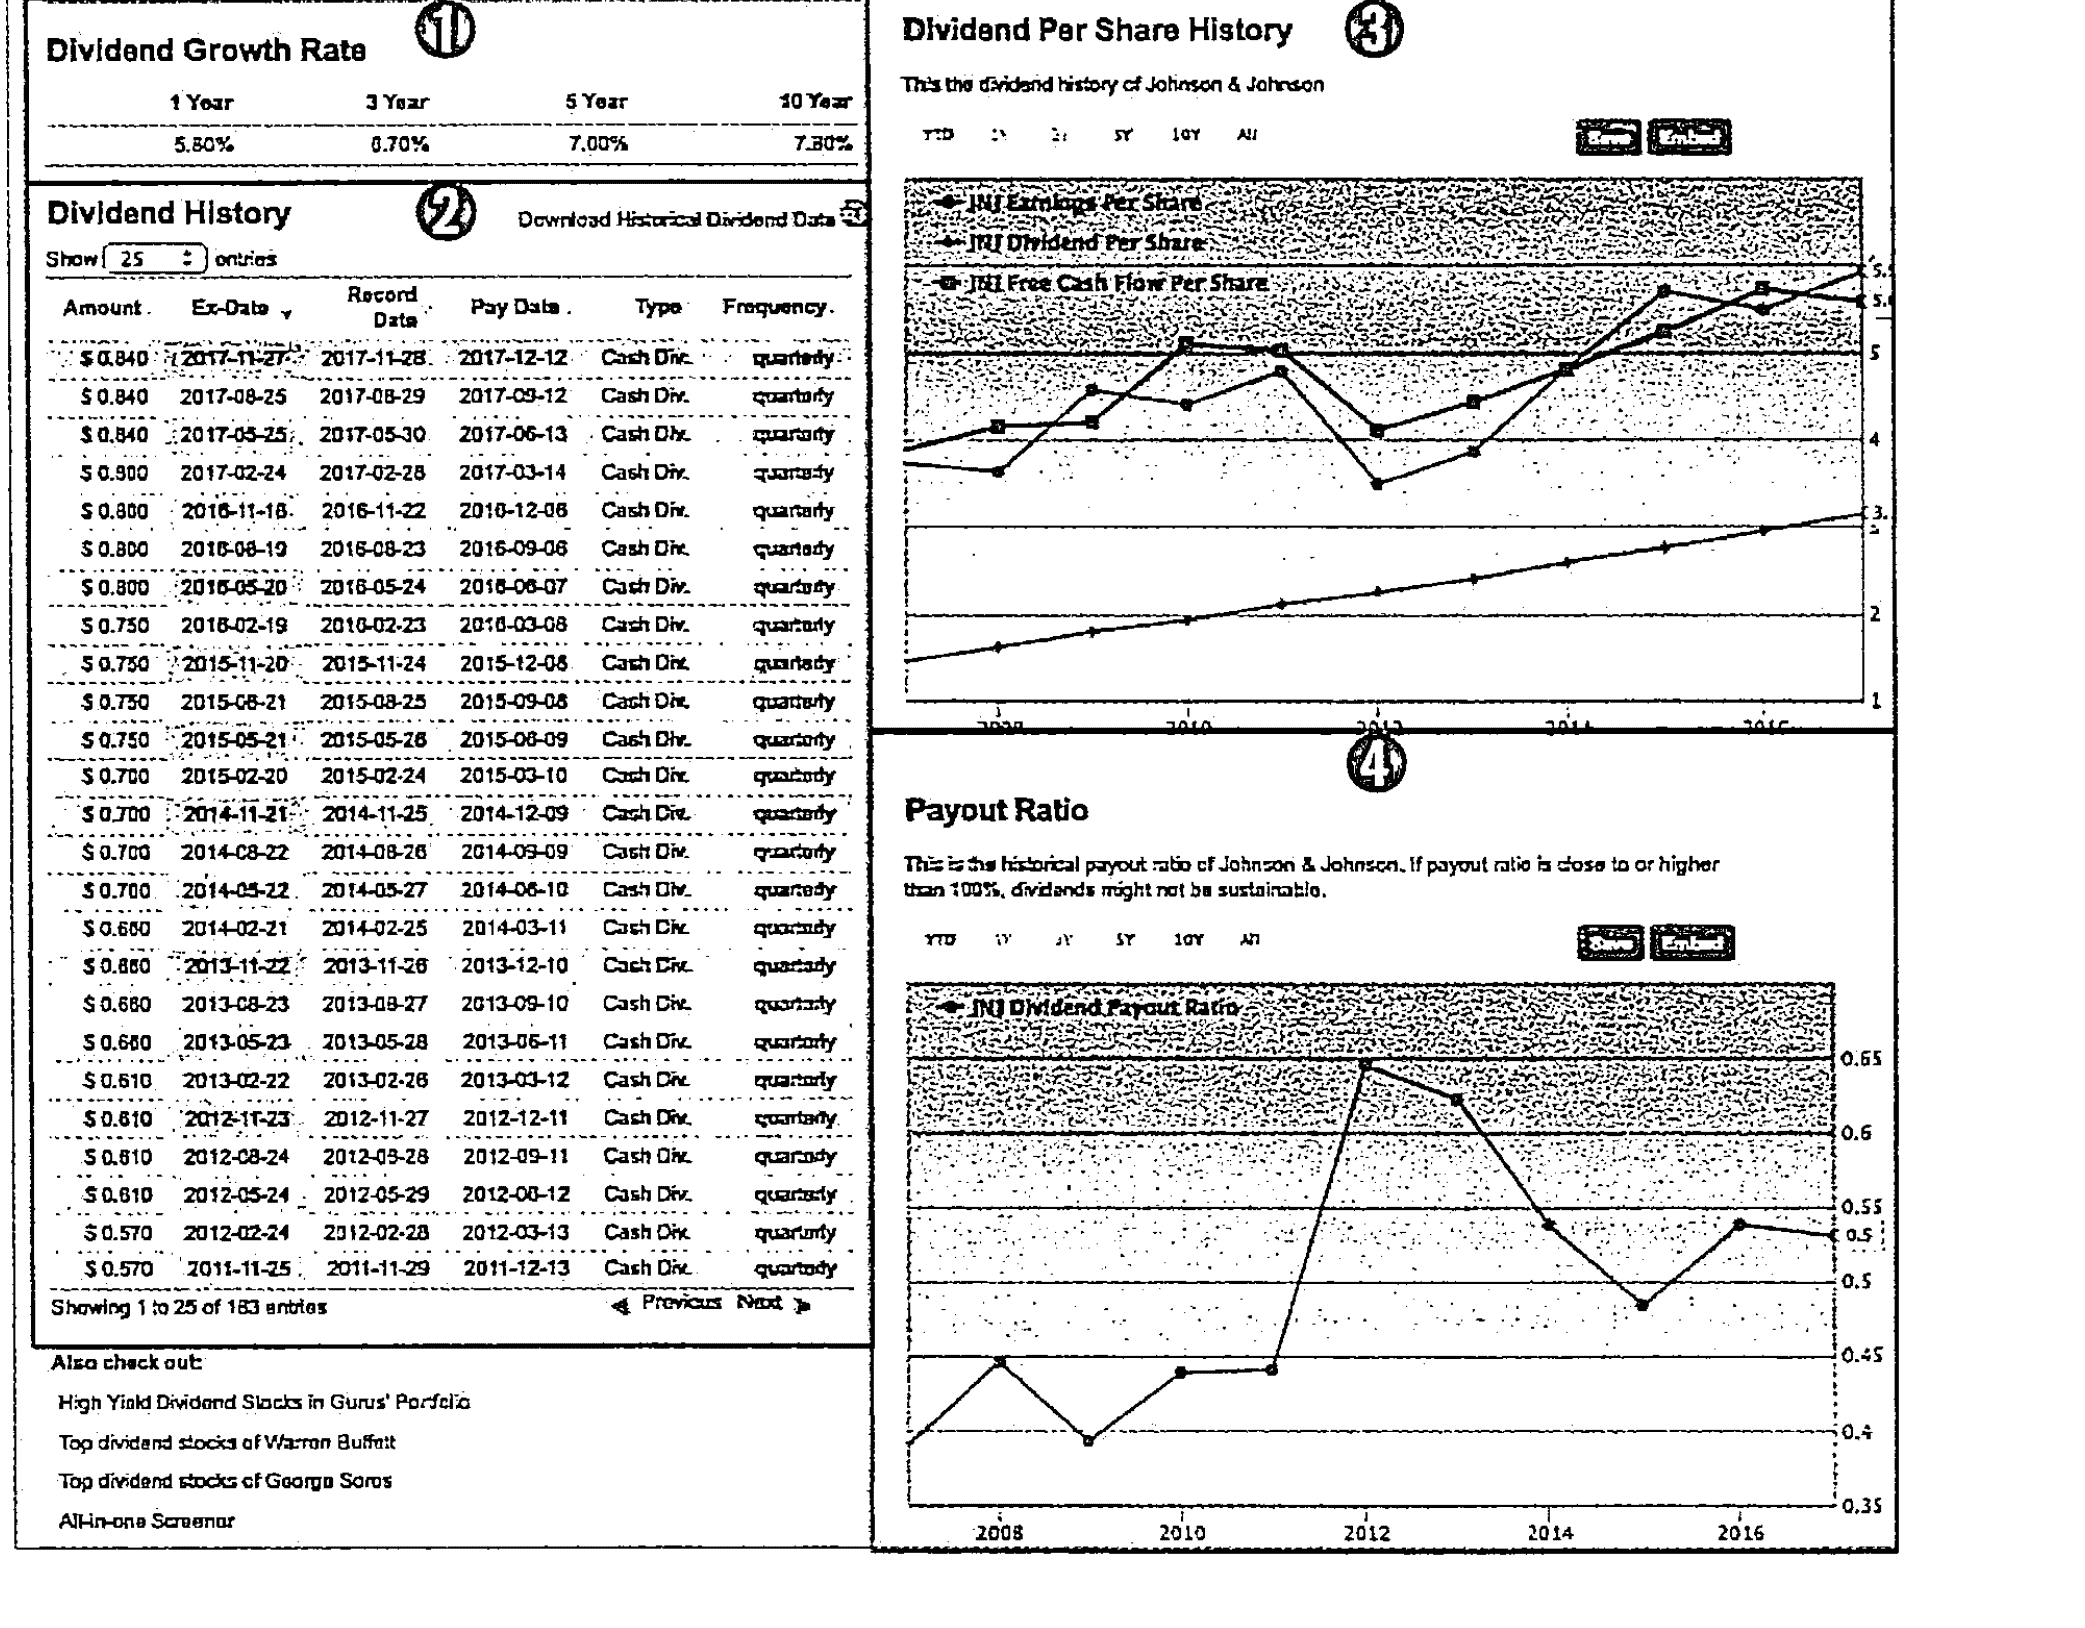 1
Dividend Growth Rate
1 Year 3 Year 5 Year 10 Year
5.80% 6.70% 7.00% 7.80%
2
Dividend History Download Historical Dividend Data
Show 25 entries
Amount Ex-Date Record Date Pay Date Type Frequency
$ 0.840 2017-11-27 2017-11-28 2017-12-12 Cash Div. quarterly
$ 0.840 2017-08-25 2017-08-29 2017-09-12 Cash Div. quarterly
$ 0.840 2017-05-25 2017-05-30 2017-06-13 Cash Div. quarterly
$ 0.800 2017-02-24 2017-02-28 2017-03-14 Cash Div. quarterly
$ 0.800 2016-11-18 2016-11-22 2016-12-06 Cash Div. quarterly
$ 0.800 2016-08-19 2016-08-23 2016-09-06 Cash Div. quarterly
$ 0.800 2016-05-20 2016-05-24 2016-06-07 Cash Div. quarterly
$ 0.750 2016-02-19 2016-02-23 2016-03-08 Cash Div. quarterly
$ 0.750 2015-11-20 2015-11-24 2015-12-08 Cash Div. quarterly
$ 0.750 2015-08-21 2015-08-25 2015-09-08 Cash Div. quarterly
$ 0.750 2015-05-21 2015-05-26 2015-06-09 Cash Div. quarterly
$ 0.700 2015-02-20 2015-02-24 2015-03-10 Cash Div. quarterly
$ 0.700 2014-11-21 2014-11-25 2014-12-09 Cash Div. quarterly
$ 0.700 2014-08-22 2014-08-26 2014-09-09 Cash Div. quarterly
$ 0.700 2014-05-22 2014-05-27 2014-06-10 Cash Div. quarterly
$ 0.660 2014-02-21 2014-02-25 2014-03-11 Cash Div. quarterly
$ 0.660 2013-11-22 2013-11-26 2013-12-10 Cash Div. quarterly
$ 0.660 2013-08-23 2013-08-27 2013-09-10 Cash Div. quarterly
$ 0.660 2013-05-23 2013-05-28 2013-06-11 Cash Div. quarterly
$ 0.610 2013-02-22 2013-02-26 2013-03-12 Cash Div. quarterly
$ 0.610 2012-11-23 2012-11-27 2012-12-11 Cash Div. quarterly
$ 0.610 2012-08-24 2012-08-28 2012-09-11 Cash Div. quarterly
$ 0.610 2012-05-24 2012-05-29 2012-06-12 Cash Div. quarterly
$ 0.570 2012-02-24 2012-02-28 2012-03-13 Cash Div. quarterly
$ 0.570 2011-11-25 2011-11-29 2011-12-13 Cash Div. quarterly
Showing 1 to 25 of 183 entries Previous Next
Also check out:
High Yield Dividend Stocks in Gurus' Portfolio
Top dividend stocks of Warren Buffett
Top dividend stocks of George Soros
All-in-one Screener
Dividend Per Share History 3
This the dividend history of Johnson & Johnson
YTD 5Y 10Y All
Save Embed
JNJ Earnings Per Share
JNJ Dividend Per Share
JNJ Free Cash Flow Per Share
5
4
2
1
2008 2010 2012 2014 2016
4
Payout Ratio
This is the historical payout ratio of Johnson & Johnson. If payout ratio is close to or higher
than 100%, dividends might not be sustainable.
YTD 1Y 3Y 5Y 10Y All
Save Embed
JNJ Dividend Payout Ratio
0.65
0.6
0.55
0.5
0.5
0.45
0.4
0.35
2008 2010 2012 2014 2016